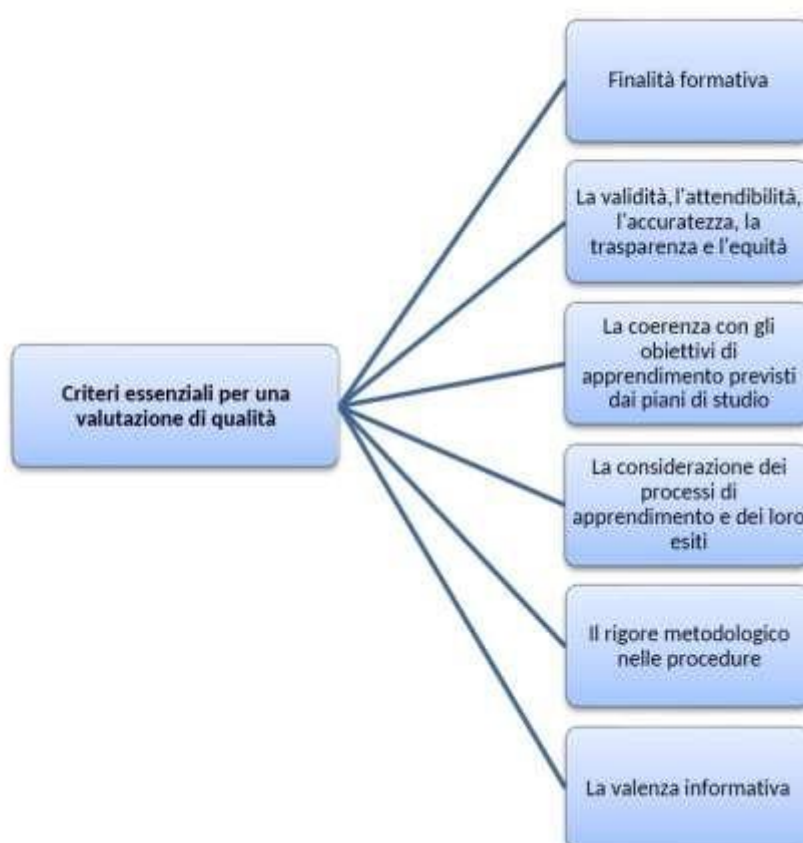 Finalità formativa
La validità, l'attendibilità,
l'accuratezza, la
trasparenza e l'equità
La coerenza con gli
obiettivi di
apprendimento previsti
dai piani di studio
Criteri essenziali per una
valutazione di qualità
La considerazione dei
processi di
apprendimento e dei loro
esiti
Il rigore metodologico
nelle procedure
La valenza informativa